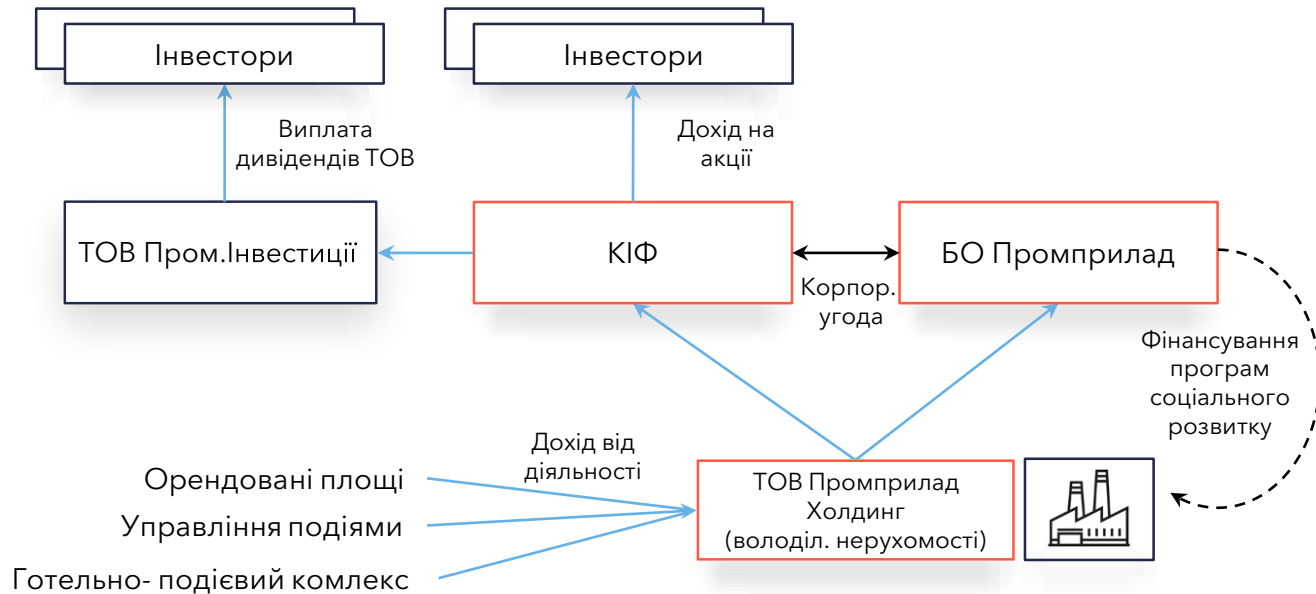 Інвестори
Інвестори
Виплата
дивідендів ТОВ
Дохід на
акції
ТОВ Пром.Інвестиції
КІФ
БО Промприлад
Корпор.
угода
Фінансування
програм
соціального
розвитку
Дохід від
діяльності
Орендовані площі
Управління подіями
Готельно- подієвий комлекс
ТОВ Промприлад
Холдинг
(володіл. нерухомості)